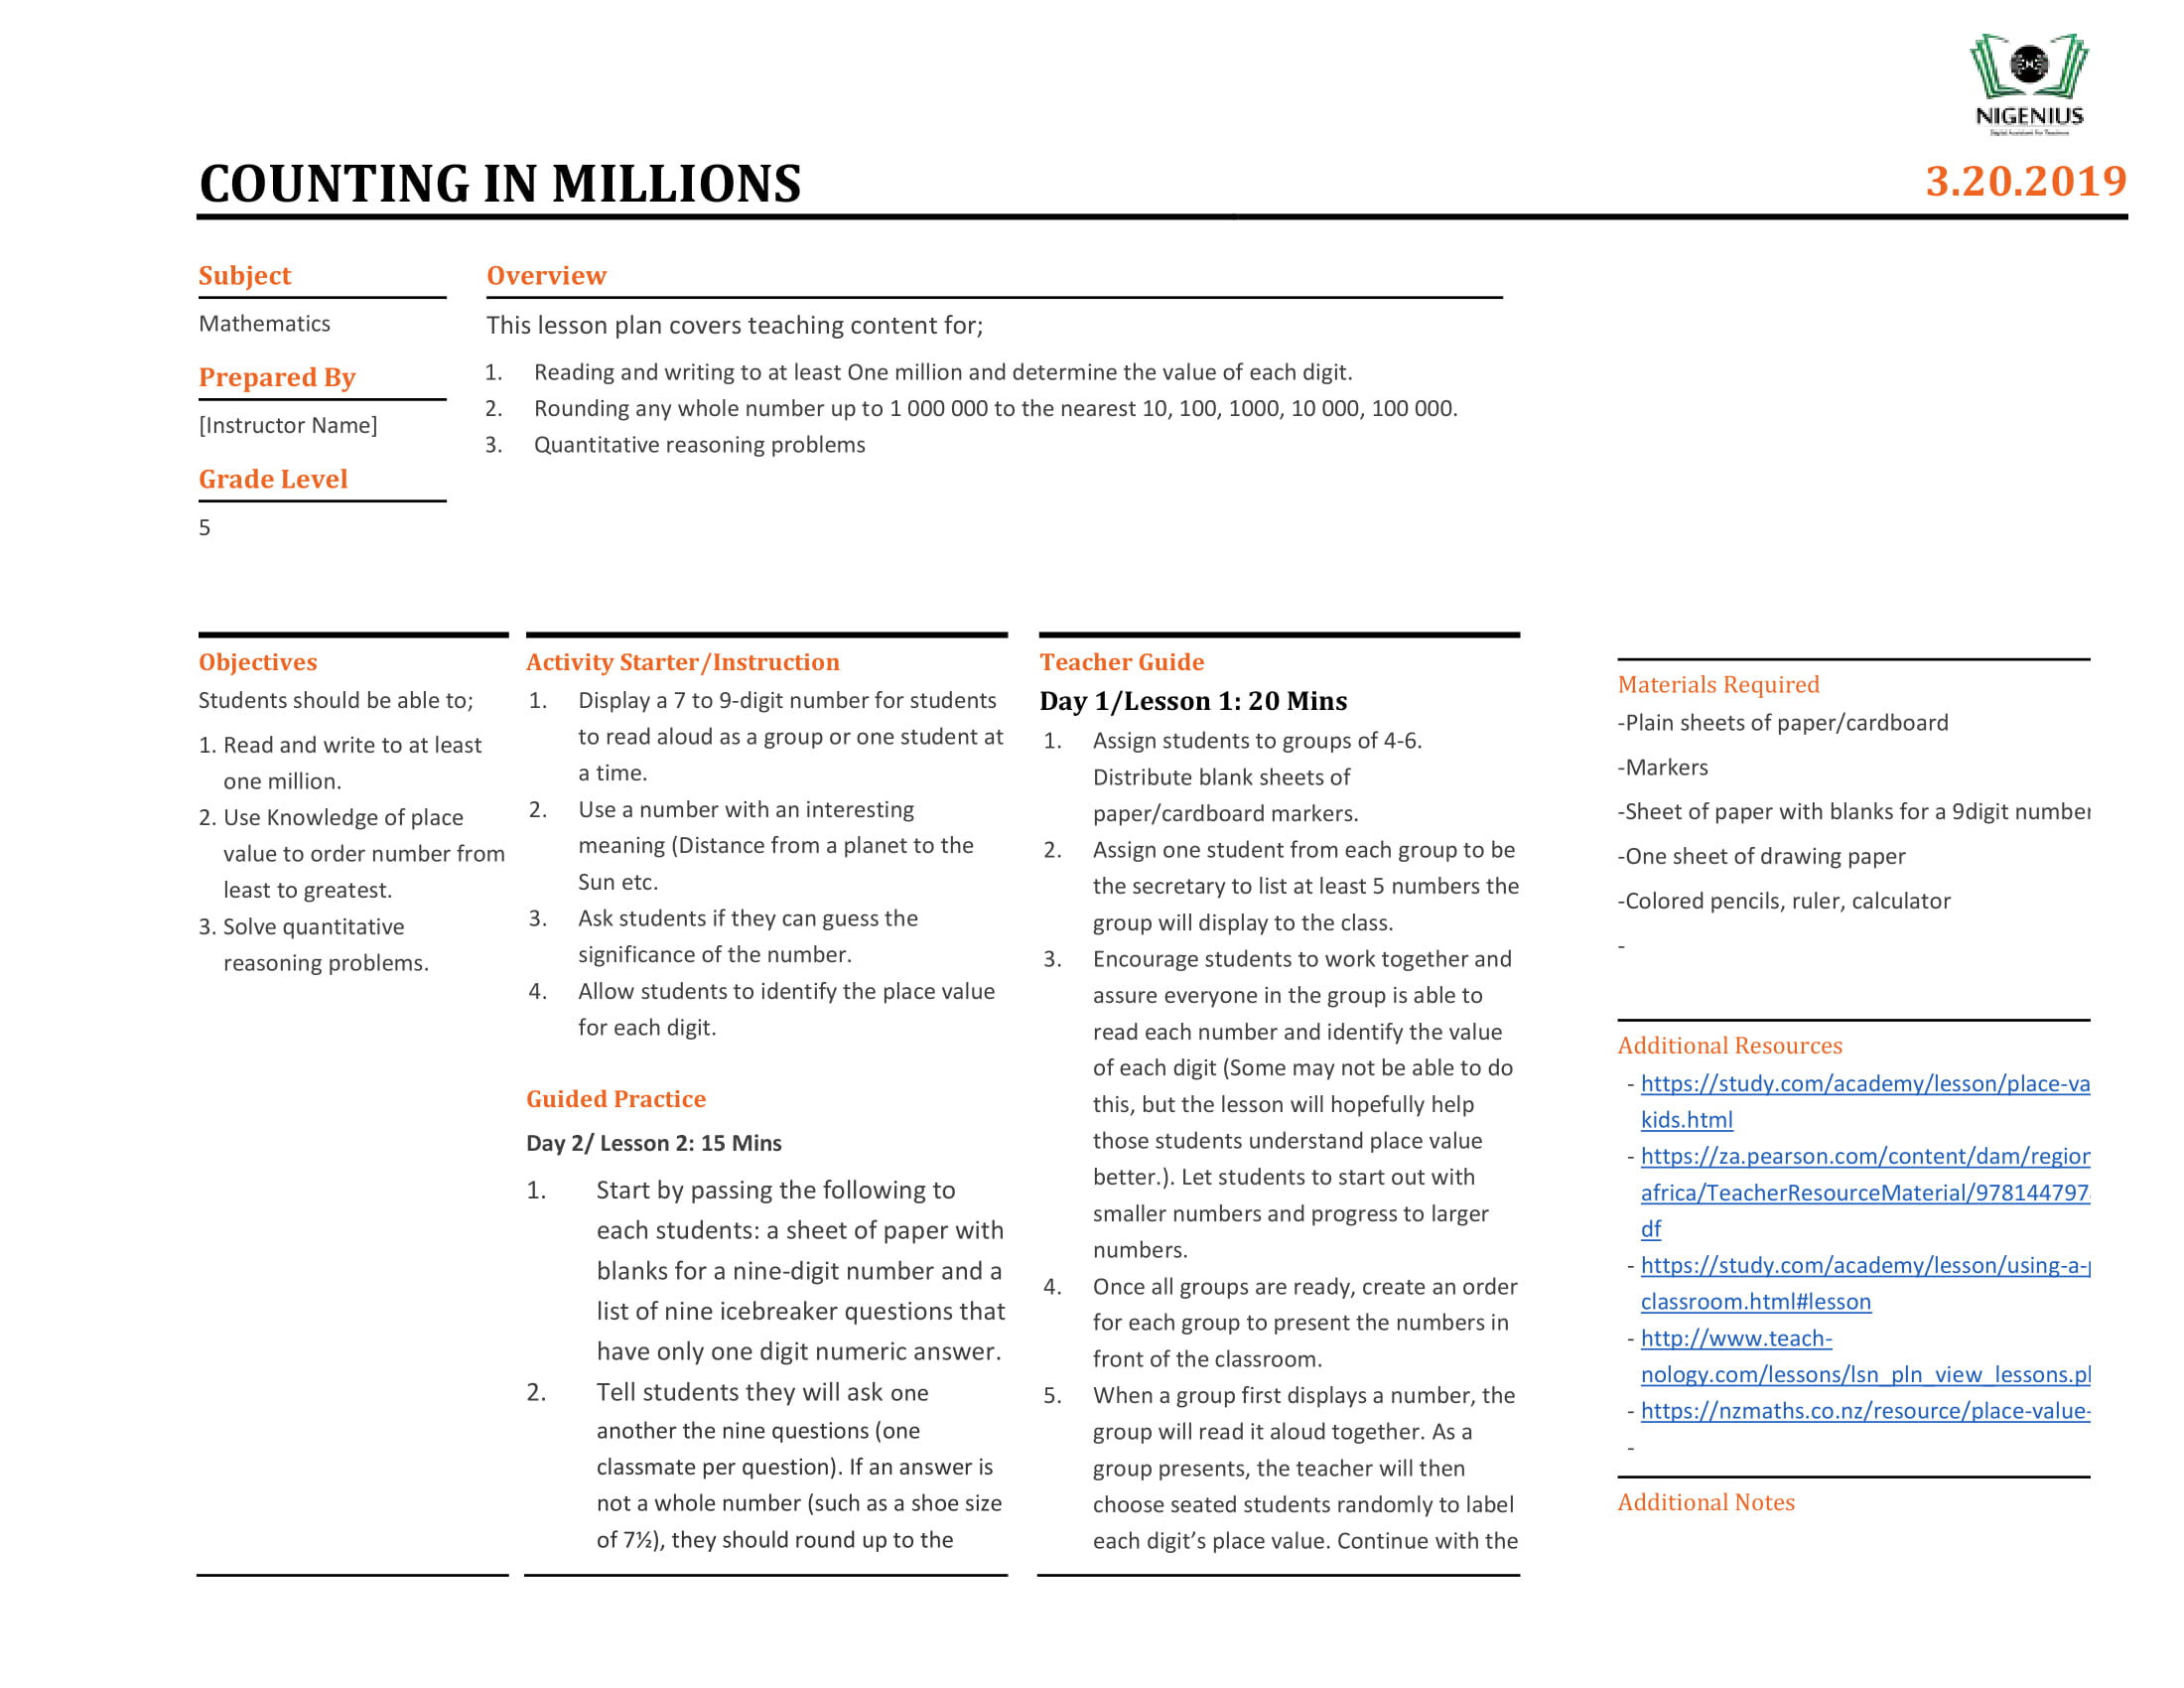 NIGENIUS
COUNTING IN MILLIONS
3.20.2019
Subject
Mathematics
Prepared By
[Instructor Name]
Grade Level
5
Overview
This lesson plan covers teaching content for;
1. Reading and writing to at least One million and determine the value of each digit.
2. Rounding any whole number up to 1 000 000 to the nearest 10, 100, 1000, 10 000, 100 000.
3. Quantitative reasoning problems
Objectives
Students should be able to;
1. Read and write to at least
one million.
2. Use Knowledge of place
value to order number from
least to greatest.
3. Solve quantitative
reasoning problems.
Activity Starter/Instruction
1. Display a 7 to 9-digit number for students
to read aloud as a group or one student at
a time.
2. Use a number with an interesting
meaning (Distance from a planet to the
Sun etc.
3. Ask students if they can guess the
significance of the number.
4. Allow students to identify the place value
for each digit.
Guided Practice
Day 2/ Lesson 2: 15 Mins
1. Start by passing the following to
each students: a sheet of paper with
blanks for a nine-digit number and a
list of nine icebreaker questions that
have only one digit numeric answer.
2. Tell students they will ask one
another the nine questions (one
classmate per question). If an answer is
not a whole number (such as a shoe size
of 7½), they should round up to the
Teacher Guide
Day 1/Lesson 1: 20 Mins
1. Assign students to groups of 4-6.
Distribute blank sheets of
paper/cardboard markers.
2. Assign one student from each group to be
the secretary to list at least 5 numbers the
group will display to the class.
3. Encourage students to work together and
assure everyone in the group is able to
read each number and identify the value
of each digit (Some may not be able to do
this, but the lesson will hopefully help
those students understand place value
better.). Let students to start out with
smaller numbers and progress to larger
numbers.
4. Once all groups are ready, create an order
for each group to present the numbers in
front of the classroom.
5. When a group first displays a number, the
group will read it aloud together. As a
group presents, the teacher will then
choose seated students randomly to label
each digit’s place value. Continue with the
Materials Required
-Plain sheets of paper/cardboard
-Markers
-Sheet of paper with blanks for a 9digit number
-One sheet of drawing paper
-Colored pencils, ruler, calculator
-
Additional Resources
- https://study.com/academy/lesson/place-va
kids.html
- https://za.pearson.com/content/dam/region
africa/TeacherResourceMaterial/978144797
df
- https://study.com/academy/lesson/using-a-
classroom.html#lesson
- http://www.teach-
nology.com/lessons/lsn_pln_view_lessons.pl
- https://nzmaths.co.nz/resource/place-value-
-
Additional Notes